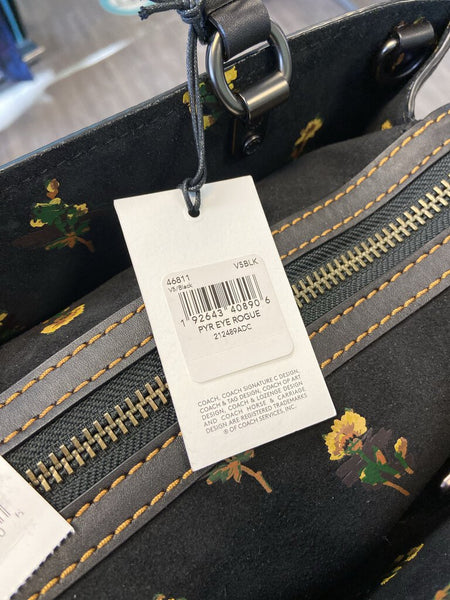 46811 V5BLK
V5/Black
1 92643 40890 6
PYR EYE ROGUE
212489ADC
COACH, COACH SIGNATURE C DESIGN,
COACH & TAG DESIGN, COACH OP ART
DESIGN, COACH & LOZENGE DESIGN
AND COACH HORSE & CARRIAGE
DESIGN ARE REGISTERED TRADEMARKS
® OF COACH SERVICES, INC.